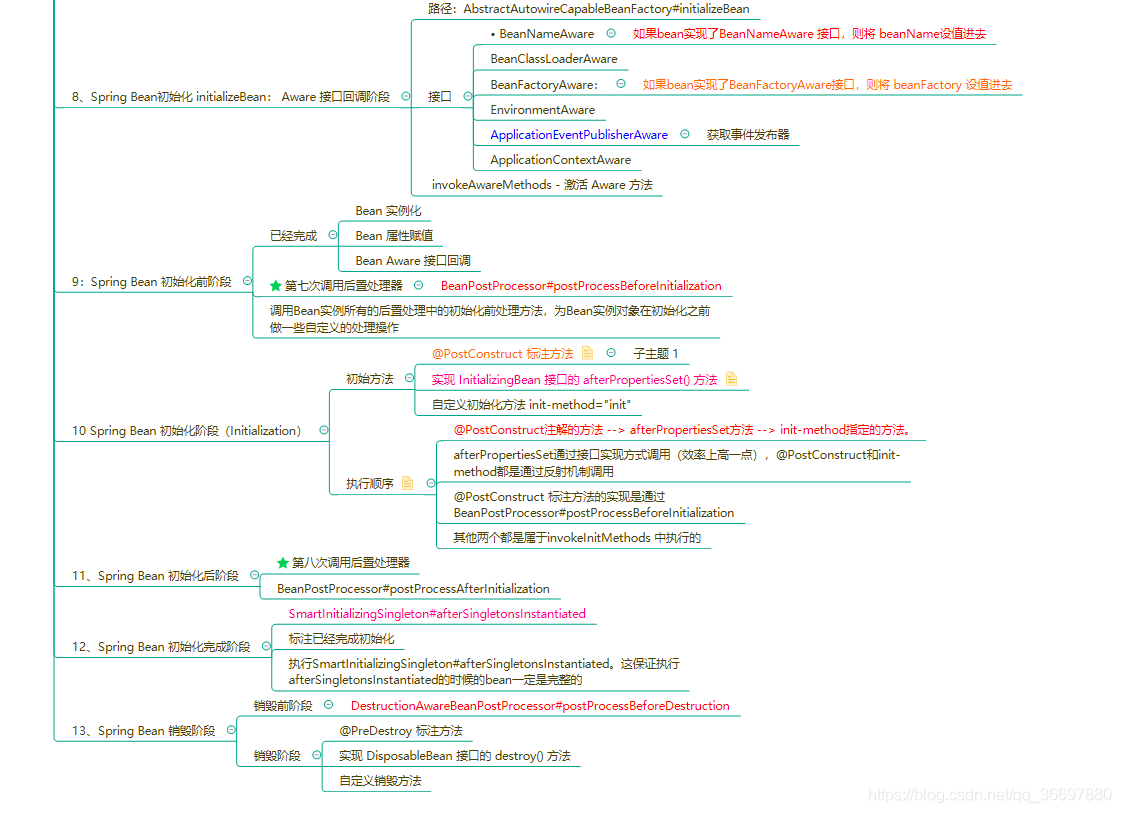 路径：AbstractAutowireCapableBeanFactory#initializeBean
• BeanNameAware
如果bean实现了BeanNameAware 接口，则将 beanName设值进去
BeanClassLoaderAware
BeanFactoryAware：
如果bean实现了BeanFactoryAware接口，则将 beanFactory 设值进去
8、Spring Bean初始化 initializeBean： Aware 接口回调阶段
接口
EnvironmentAware
ApplicationEventPublisherAware
获取事件发布器
ApplicationContextAware
invokeAwareMethods - 激活 Aware 方法
Bean 实例化
已经完成
Bean 属性赋值
Bean Aware 接口回调
9：Spring Bean 初始化前阶段
第七次调用后置处理器
BeanPostProcessor#postProcessBeforeInitialization
调用Bean实例所有的后置处理中的初始化前处理方法，为Bean实例对象在初始化之前
做一些自定义的处理操作
@PostConstruct 标注方法
子主题 1
初始方法
实现 InitializingBean 接口的 afterPropertiesSet() 方法
自定义初始化方法 init-method="init"
10 Spring Bean 初始化阶段（Initialization）
@PostConstruct注解的方法 --> afterPropertiesSet方法 --> init-method指定的方法。
afterPropertiesSet通过接口实现方式调用（效率上高一点），@PostConstruct和init-
method都是通过反射机制调用
执行顺序
@PostConstruct 标注方法的实现是通过
BeanPostProcessor#postProcessBeforeInitialization
其他两个都是属于invokeInitMethods 中执行的
第八次调用后置处理器
11、Spring Bean 初始化后阶段
BeanPostProcessor#postProcessAfterInitialization
SmartInitializingSingleton#afterSingletonsInstantiated
标注已经完成初始化
12、Spring Bean 初始化完成阶段
执行SmartInitializingSingleton#afterSingletonsInstantiated。这保证执行
afterSingletonsInstantiated的时候的bean一定是完整的
销毁前阶段
DestructionAwareBeanPostProcessor#postProcessBeforeDestruction
13、Spring Bean 销毁阶段
@PreDestroy 标注方法
销毁阶段
实现 DisposableBean 接口的 destroy() 方法
自定义销毁方法
https://blog.csdn.net/qq_36697880